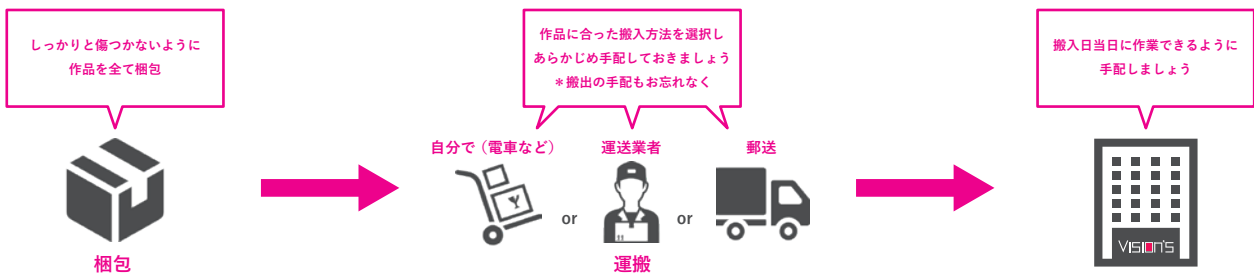 しっかりと傷つかないように
作品を全て梱包
梱包
作品に合った搬入方法を選択し
あらかじめ手配しておきましょう
＊搬出の手配もお忘れなく
自分で（電車など）
運送業者
郵送
or
or
運搬
搬入日当日に作業できるように
手配しましょう
VISION'S